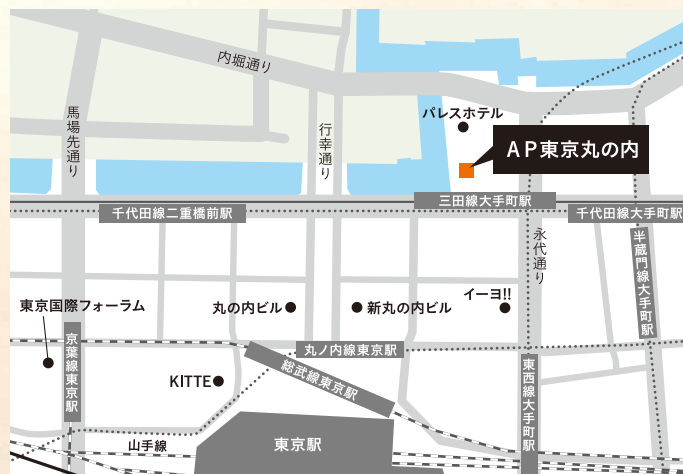 内堀通り
馬場先通り
行幸通り
パレスホテル
AP東京丸の内
三田線大手町駅
千代田線二重橋前駅
千代田線大手町駅
永代通り
半蔵門線大手町駅
東京国際フォーラム
丸の内ビル
新丸の内ビル
イーヨ!!
京葉線東京駅
丸ノ内線東京駅
総武線東京駅
東西線大手町駅
KITTE
山手線
東京駅